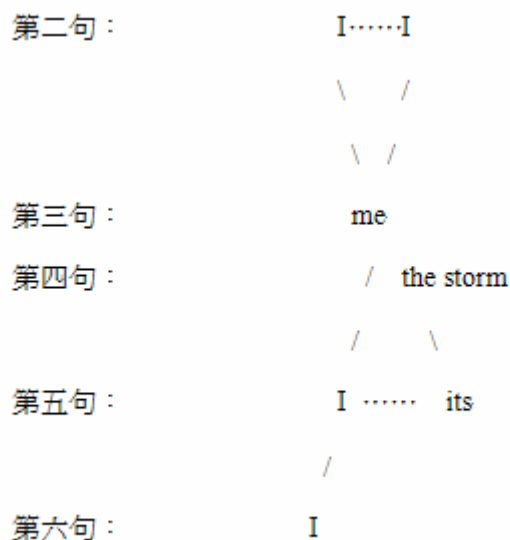 第二句： I⋯⋯I
\ /
\ /
第三句： me
第四句： / the storm
/ \
第五句： I ⋯⋯ its
/
第六句： I